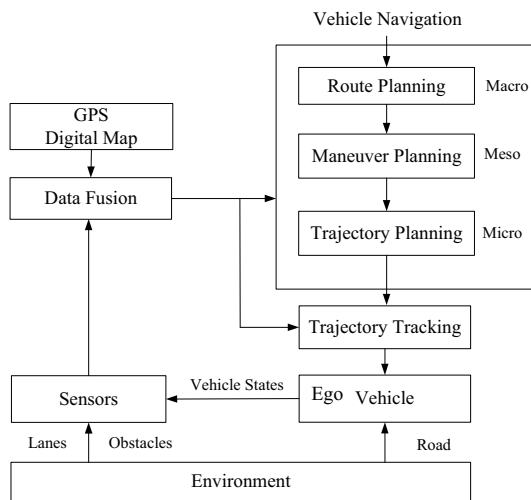 Vehicle Navigation
Route Planning
Macro
GPS
Digital Map
Maneuver Planning
Meso
Data Fusion
Trajectory Planning
Micro
Trajectory Tracking
Vehicle States
Sensors
Ego Vehicle
Lanes
Obstacles
Road
Environment